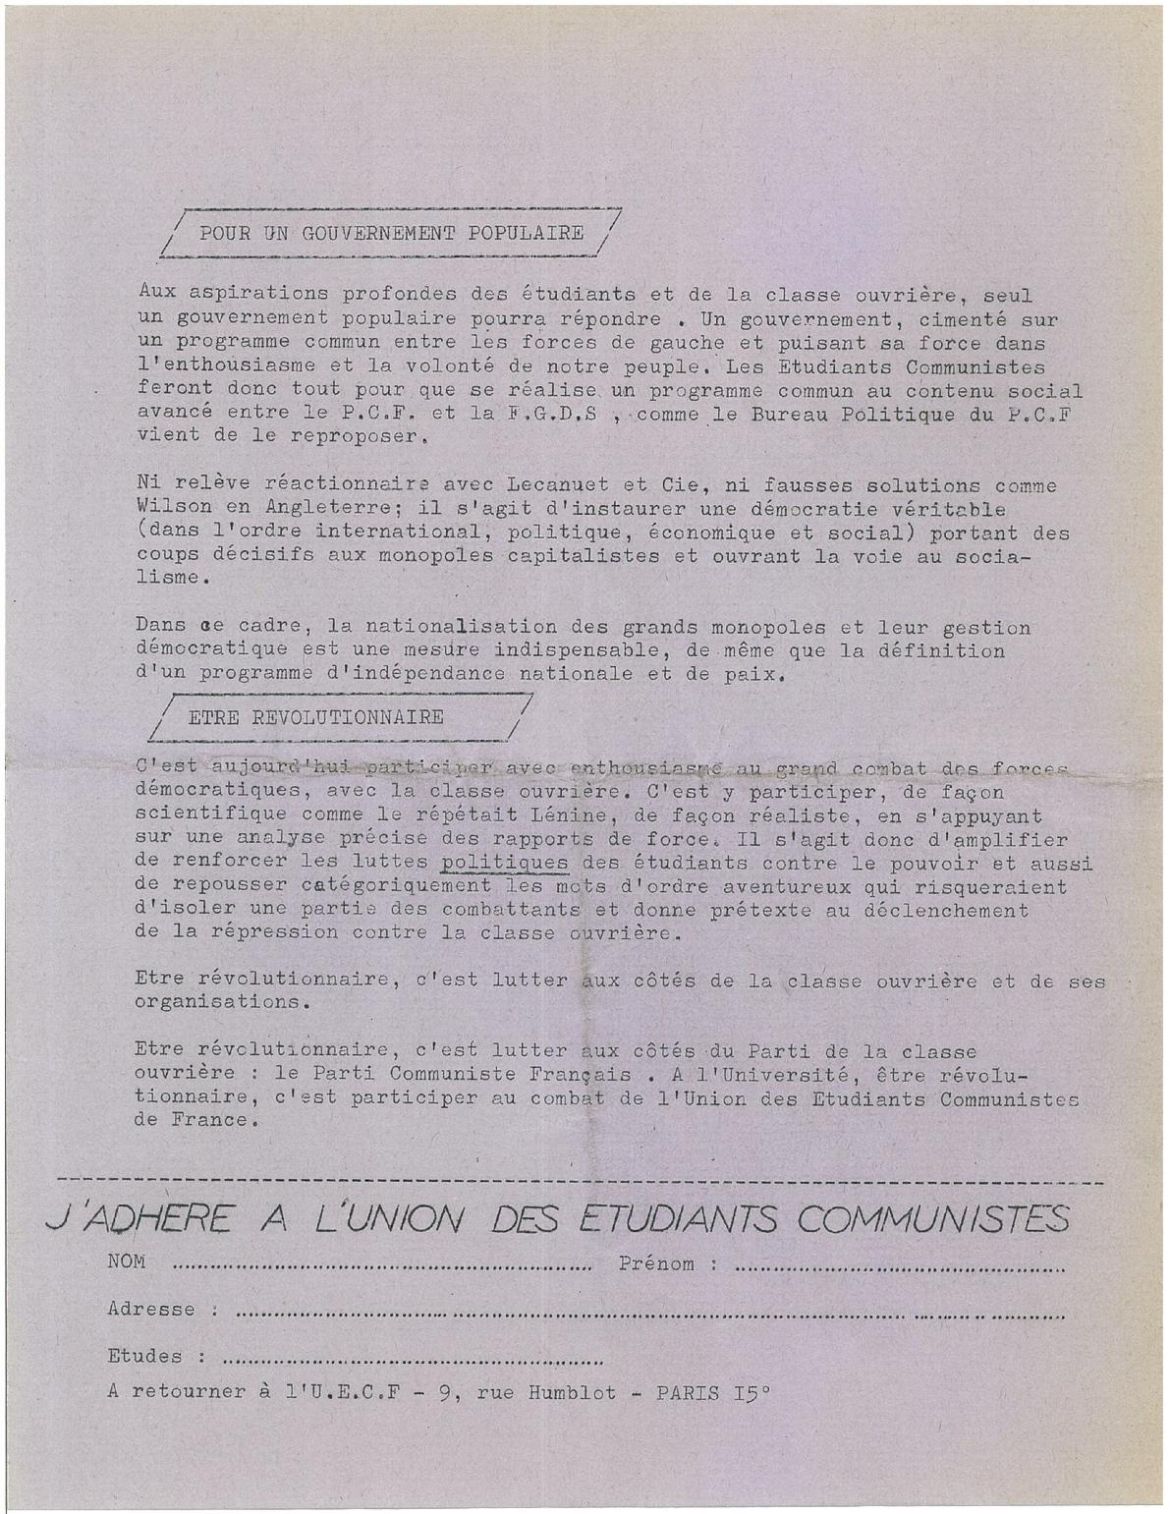 POUR UN GOUVERNEMENT POPULAIRE
Aux aspirations profondes des étudiants et de la classe ouvrière, seul
un gouvernement populaire pourra répondre . Un gouvernement, cimenté sur
un programme commun entre les forces de gauche et puisant sa force dans
l'enthousiasme et la volonté de notre peuple. Les Etudiants Communistes
feront donc tout pour que se réalise un programme commun au contenu social
avancé entre le P.C.F. et la F.G.D.S , comme le Bureau Politique du P.C.F
vient de le reproposer.
Ni relève réactionnaire avec Lecanuet et Cie, ni fausses solutions comme
Wilson en Angleterre; il s'agit d'instaurer une démocratie véritable
(dans l'ordre international, politique, économique et social) portant des
coups décisifs aux monopoles capitalistes et ouvrant la voie au socia-
lisme.
Dans ce cadre, la nationalisation des grands monopoles et leur gestion
démocratique est une mesure indispensable, de même que la définition
d'un programme d'indépendance nationale et de paix.
ETRE REVOLUTIONNAIRE
C'est aujourd'hui participer avec enthousiasme au grand combat des forces
démocratiques, avec la classe ouvrière. C'est y participer, de façon
scientifique comme le répétait Lénine, de façon réaliste, en s'appuyant
sur une analyse précise des rapports de force. Il s'agit donc d'amplifier
de renforcer les luttes politiques des étudiants contre le pouvoir et aussi
de repousser catégoriquement les mots d'ordre aventureux qui risqueraient
d'isoler une partie des combattants et donne prétexte au déclenchement
de la répression contre la classe ouvrière.
Etre révolutionnaire, c'est lutter aux côtés de la classe ouvrière et de ses
organisations.
Etre révolutionnaire, c'est lutter aux côtés du Parti de la classe
ouvrière : le Parti Communiste Français . A l'Université, être révolu-
tionnaire, c'est participer au combat de l'Union des Etudiants Communistes
de France.
J'ADHERE A L'UNION DES ETUDIANTS COMMUNISTES
NOM ........................................ Prénom : ........................................
Adresse : ................................................................................
Etudes : ........................................
A retourner à l'U.E.C.F - 9, rue Humblot - PARIS I5°